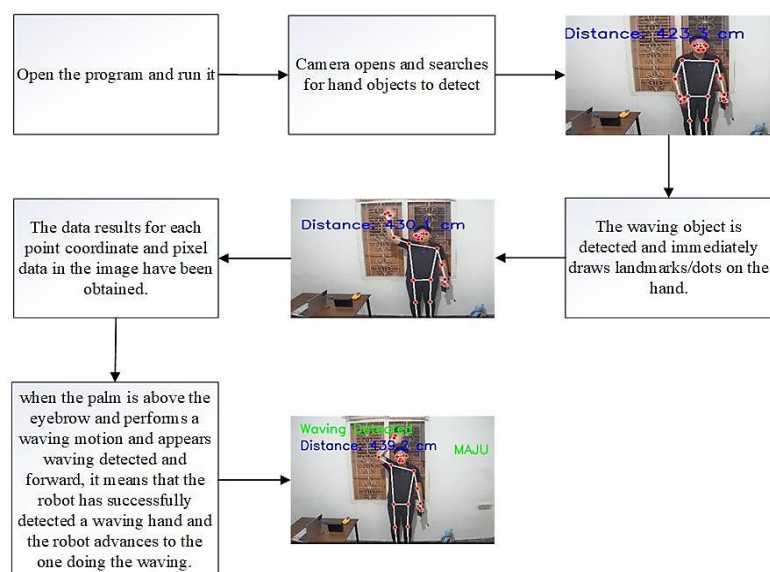 Open the program and run it
Camera opens and searches
for hand objects to detect
Distance: 423.3 cm
The waving object is
detected and immediately
draws landmarks/dots on the
hand.
Distance: 430.1 cm
The data results for each
point coordinate and pixel
data in the image have been
obtained.
when the palm is above the
eyebrow and performs a
waving motion and appears
waving detected and
forward, it means that the
robot has successfully
detected a waving hand and
the robot advances to the
one doing the waving.
Waving Detected
Distance: 439.2 cm
MAJU